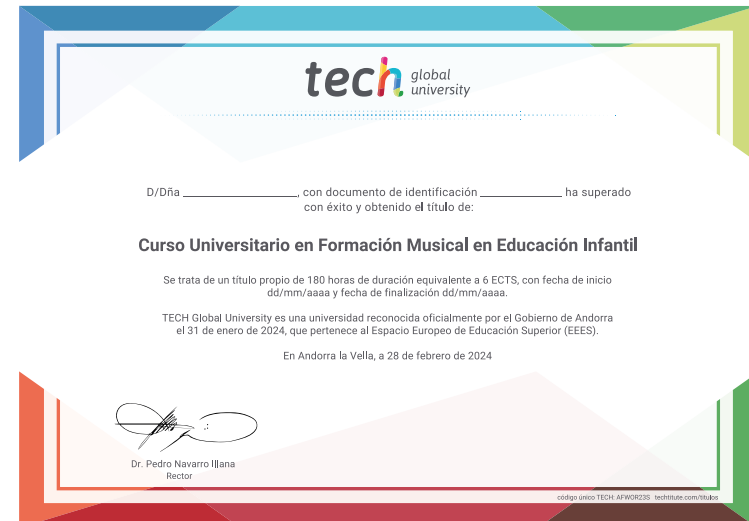 tech global
university
D/Dña ______________, con documento de identificación ______________ ha superado
con éxito y obtenido el título de:
Curso Universitario en Formación Musical en Educación Infantil
Se trata de un título propio de 180 horas de duración equivalente a 6 ECTS, con fecha de inicio
dd/mm/aaaa y fecha de finalización dd/mm/aaaa.
TECH Global University es una universidad reconocida oficialmente por el Gobierno de Andorra
el 31 de enero de 2024, que pertenece al Espacio Europeo de Educación Superior (EEES).
En Andorra la Vella, a 28 de febrero de 2024
Dr. Pedro Navarro Illana
Rector
código único TECH: AFWOR23S techtitute.com/titulos